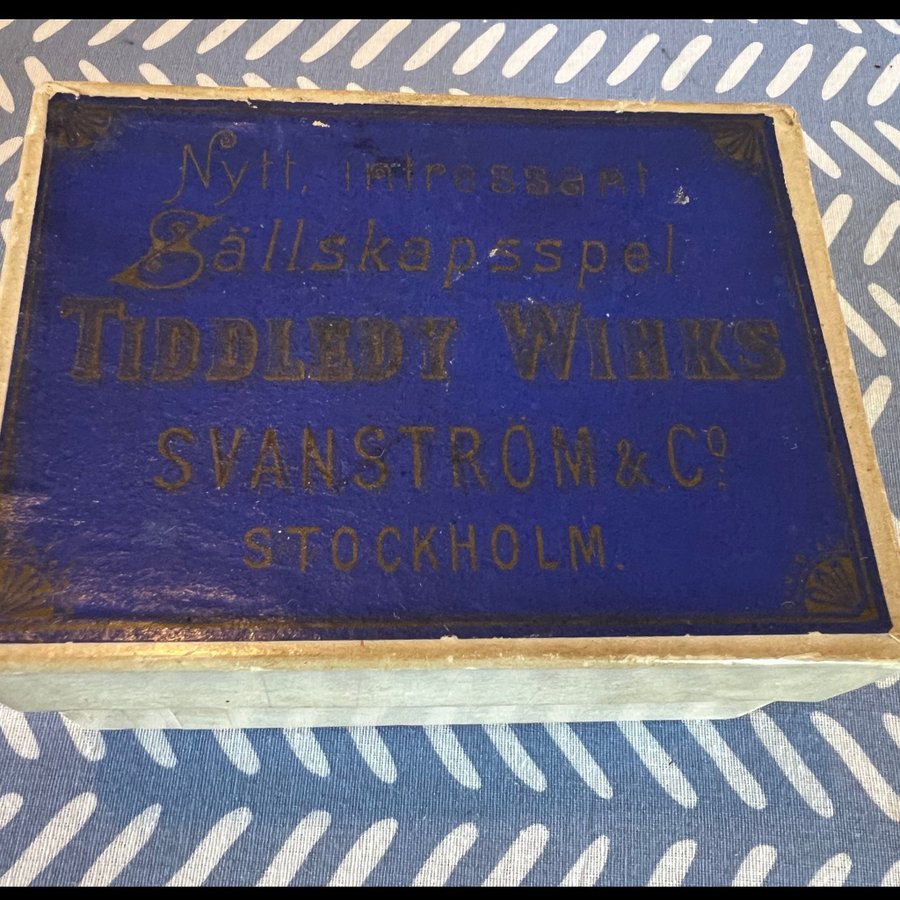 Nytt, intressant
Sällskapsspel
TIDDLEDY WINKS
SVANSTRÖM & Cº.
STOCKHOLM.